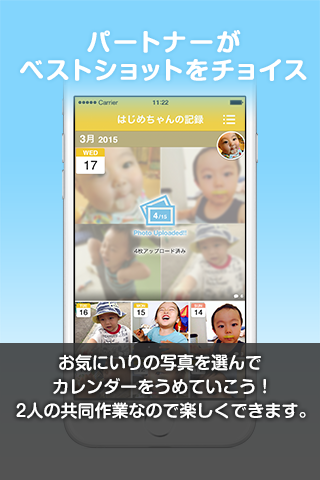 パートナーが
ベストショットをチョイス
Carrier 11:22
はじめちゃんの記録
3月 2015
WED
17
4/15
Photo Uploaded!!
4枚アップロード済み
16 15 14
お気にいりの写真を選んで
カレンダーをうめていこう！
2人の共同作業なので楽しくできます。